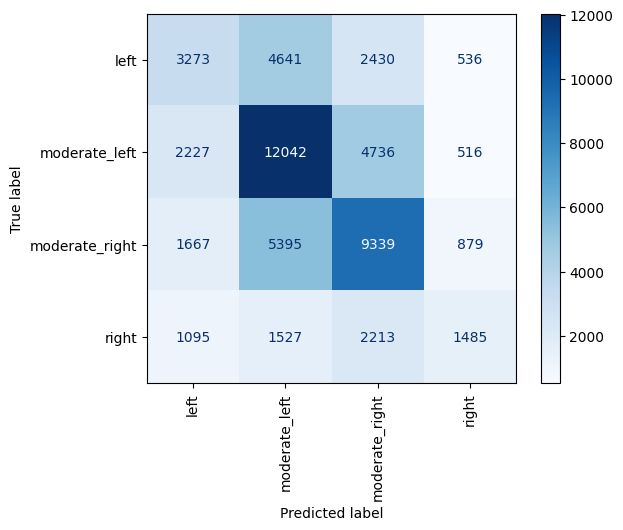 True label
left
moderate_left
moderate_right
right
3273 4641 2430 536
2227 12042 4736 516
1667 5395 9339 879
1095 1527 2213 1485
left moderate_left moderate_right right
Predicted label
12000
10000
8000
6000
4000
2000